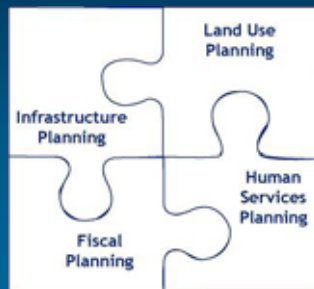 Land Use
Planning
Infrastructure
Planning
Human
Services
Planning
Fiscal
Planning